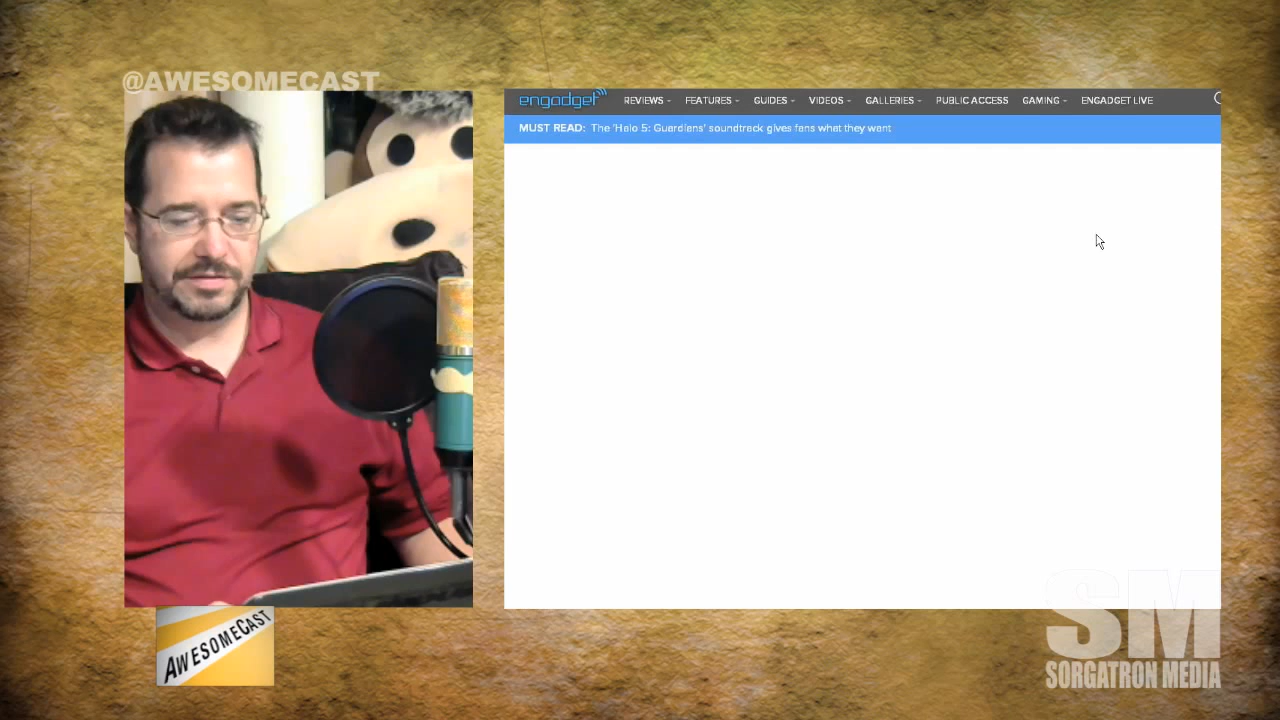 @AWESOMECAST
engadget
REVIEWS FEATURES GUIDES VIDEOS GALLERIES PUBLIC ACCESS GAMING ENGADGET LIVE
MUST READ: The 'Halo 5: Guardians' soundtrack gives fans what they want
AWESOMECAST
SM
SORGATRON MEDIA